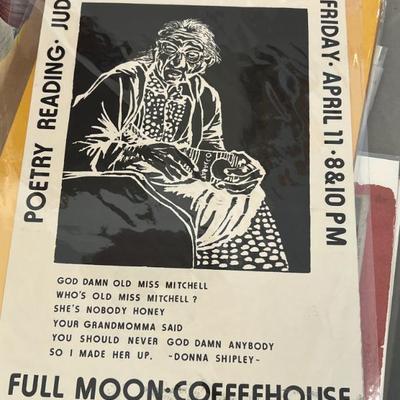 POETRY READING · JUD
FRIDAY · APRIL 11 · 8&10 PM
GOD DAMN OLD MISS MITCHELL
WHO'S OLD MISS MITCHELL?
SHE'S NOBODY HONEY
YOUR GRANDMOMMA SAID
YOU SHOULD NEVER GOD DAMN ANYBODY
SO I MADE HER UP. -DONNA SHIPLEY-
FULL MOON · COFFEEHOUSE